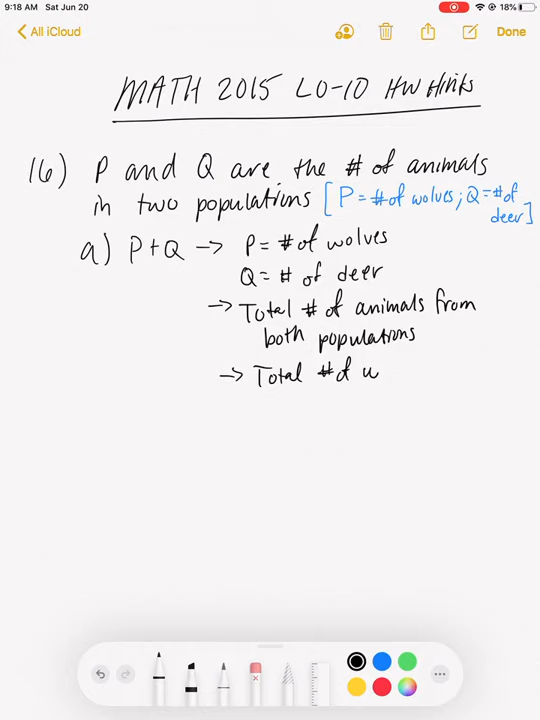 9:18 AM Sat Jun 20
18%
All iCloud
Done
MATH 2015 LO-10 HW Hints
16) P and Q are the # of animals
in two populations [P = # of wolves; Q = # of
deer]
a) P+Q → P = # of wolves
Q = # of deer
→ Total # of animals from
both populations
→ Total # of w